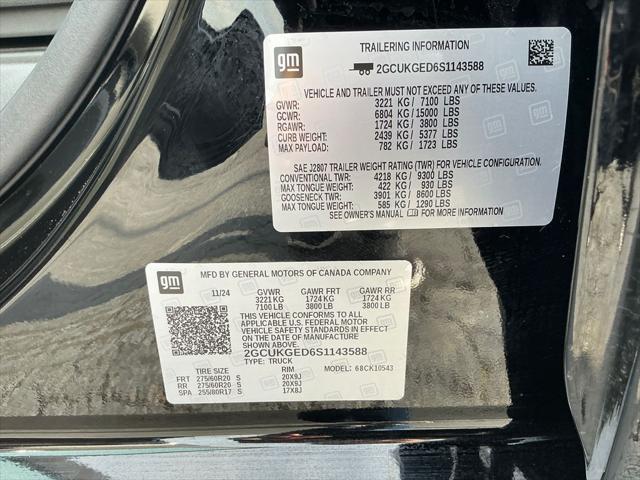 gm
TRAILERING INFORMATION
2GCUKGED6S1143588
VEHICLE AND TRAILER MUST NOT EXCEED ANY OF THESE VALUES.
GVWR: 3221 KG / 7100 LBS
GCWR: 6804 KG / 15000 LBS
RGAWR: 1724 KG / 3800 LBS
CURB WEIGHT: 2439 KG / 5377 LBS
MAX PAYLOAD: 782 KG / 1723 LBS
SAE J2807 TRAILER WEIGHT RATING (TWR) FOR VEHICLE CONFIGURATION.
CONVENTIONAL TWR: 4218 KG / 9300 LBS
MAX TONGUE WEIGHT: 422 KG / 930 LBS
GOOSENECK TWR: 3901 KG / 8600 LBS
MAX TONGUE WEIGHT: 585 KG / 1290 LBS
SEE OWNER'S MANUAL FOR MORE INFORMATION
gm
MFD BY GENERAL MOTORS OF CANADA COMPANY
11/24 GVWR GAWR FRT GAWR RR
3221 KG 1724 KG 1724 KG
7100 LB 3800 LB 3800 LB
THIS VEHICLE CONFORMS TO ALL
APPLICABLE U.S. FEDERAL MOTOR
VEHICLE SAFETY STANDARDS IN EFFECT
ON THE DATE OF MANUFACTURE
SHOWN ABOVE.
2GCUKGED6S1143588
TYPE: TRUCK
TIRE SIZE RIM MODEL: 68CK10543
FRT 275/60R20 S 20X9J
RR 275/60R20 S 20X9J
SPA 255/80R17 S 17X8J